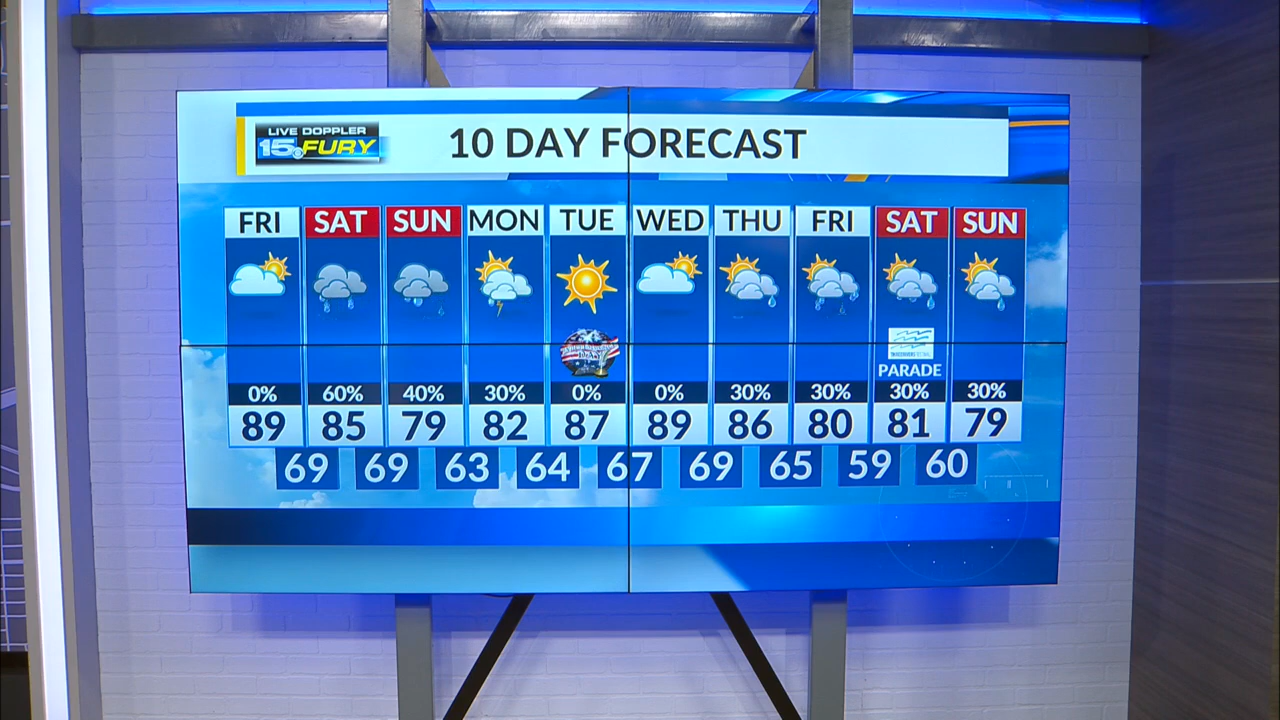 LIVE DOPPLER
15 FURY
10 DAY FORECAST
FRI SAT SUN MON TUE WED THU FRI SAT SUN
PARADE
0% 60% 40% 30% 0% 0% 30% 30% 30% 30%
89 85 79 82 87 89 86 80 81 79
69 69 63 64 67 69 65 59 60